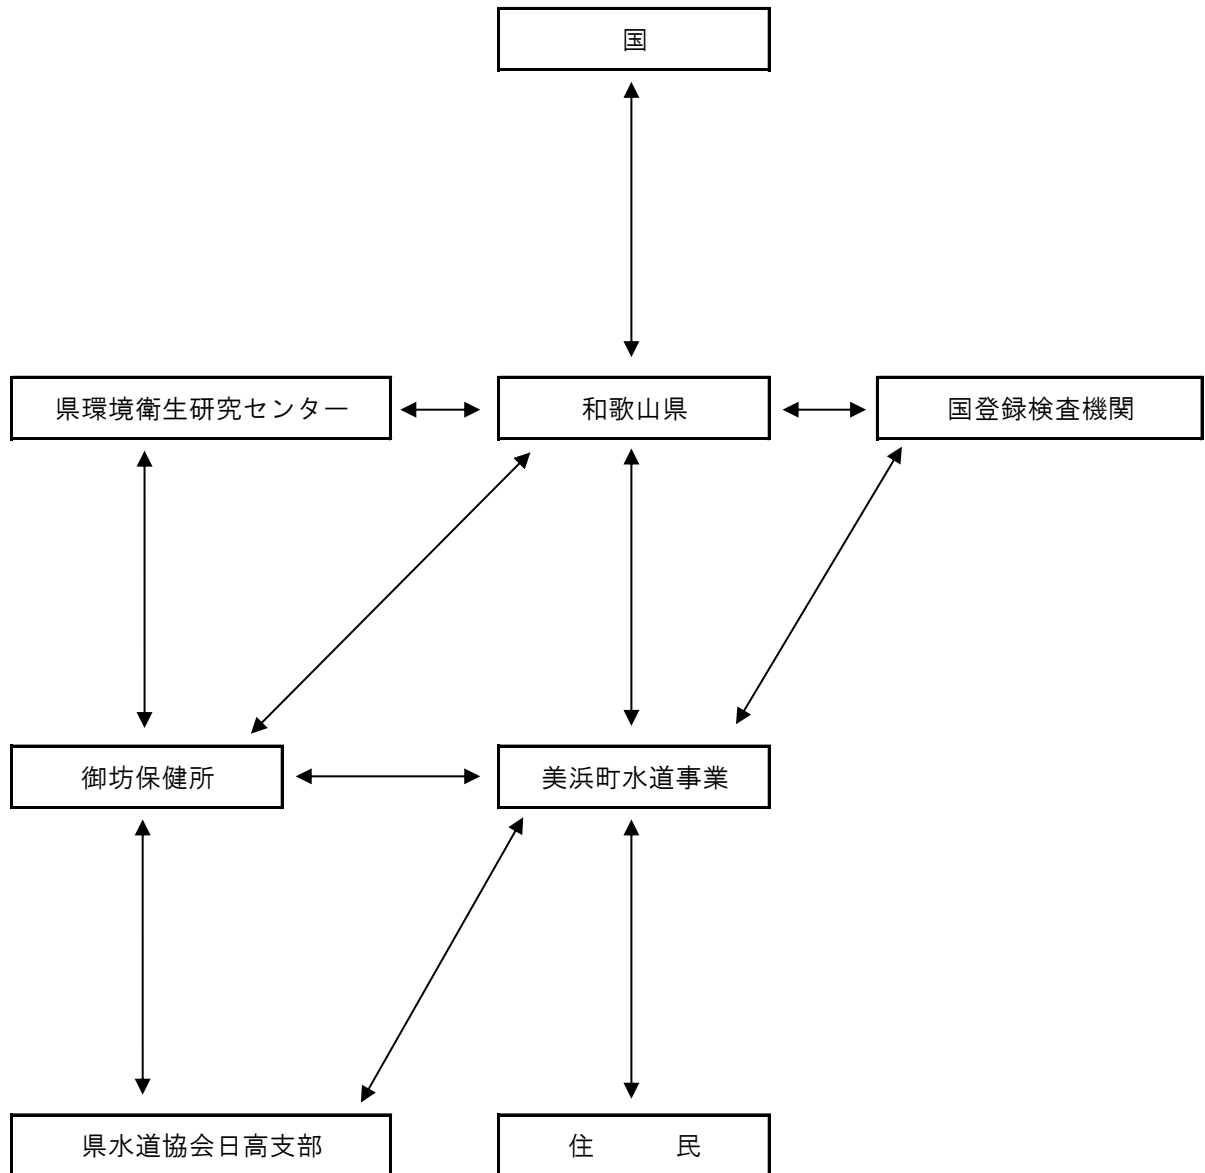 国
県環境衛生研究センター
和歌山県
国登録検査機関
御坊保健所
美浜町水道事業
県水道協会日高支部
住　　　民